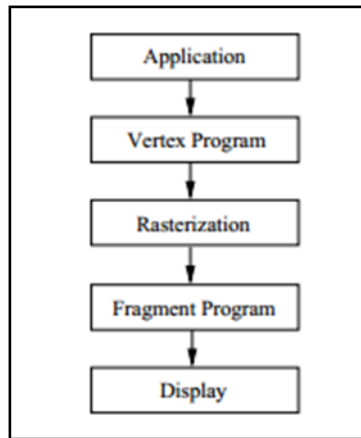 Application
Vertex Program
Rasterization
Fragment Program
Display